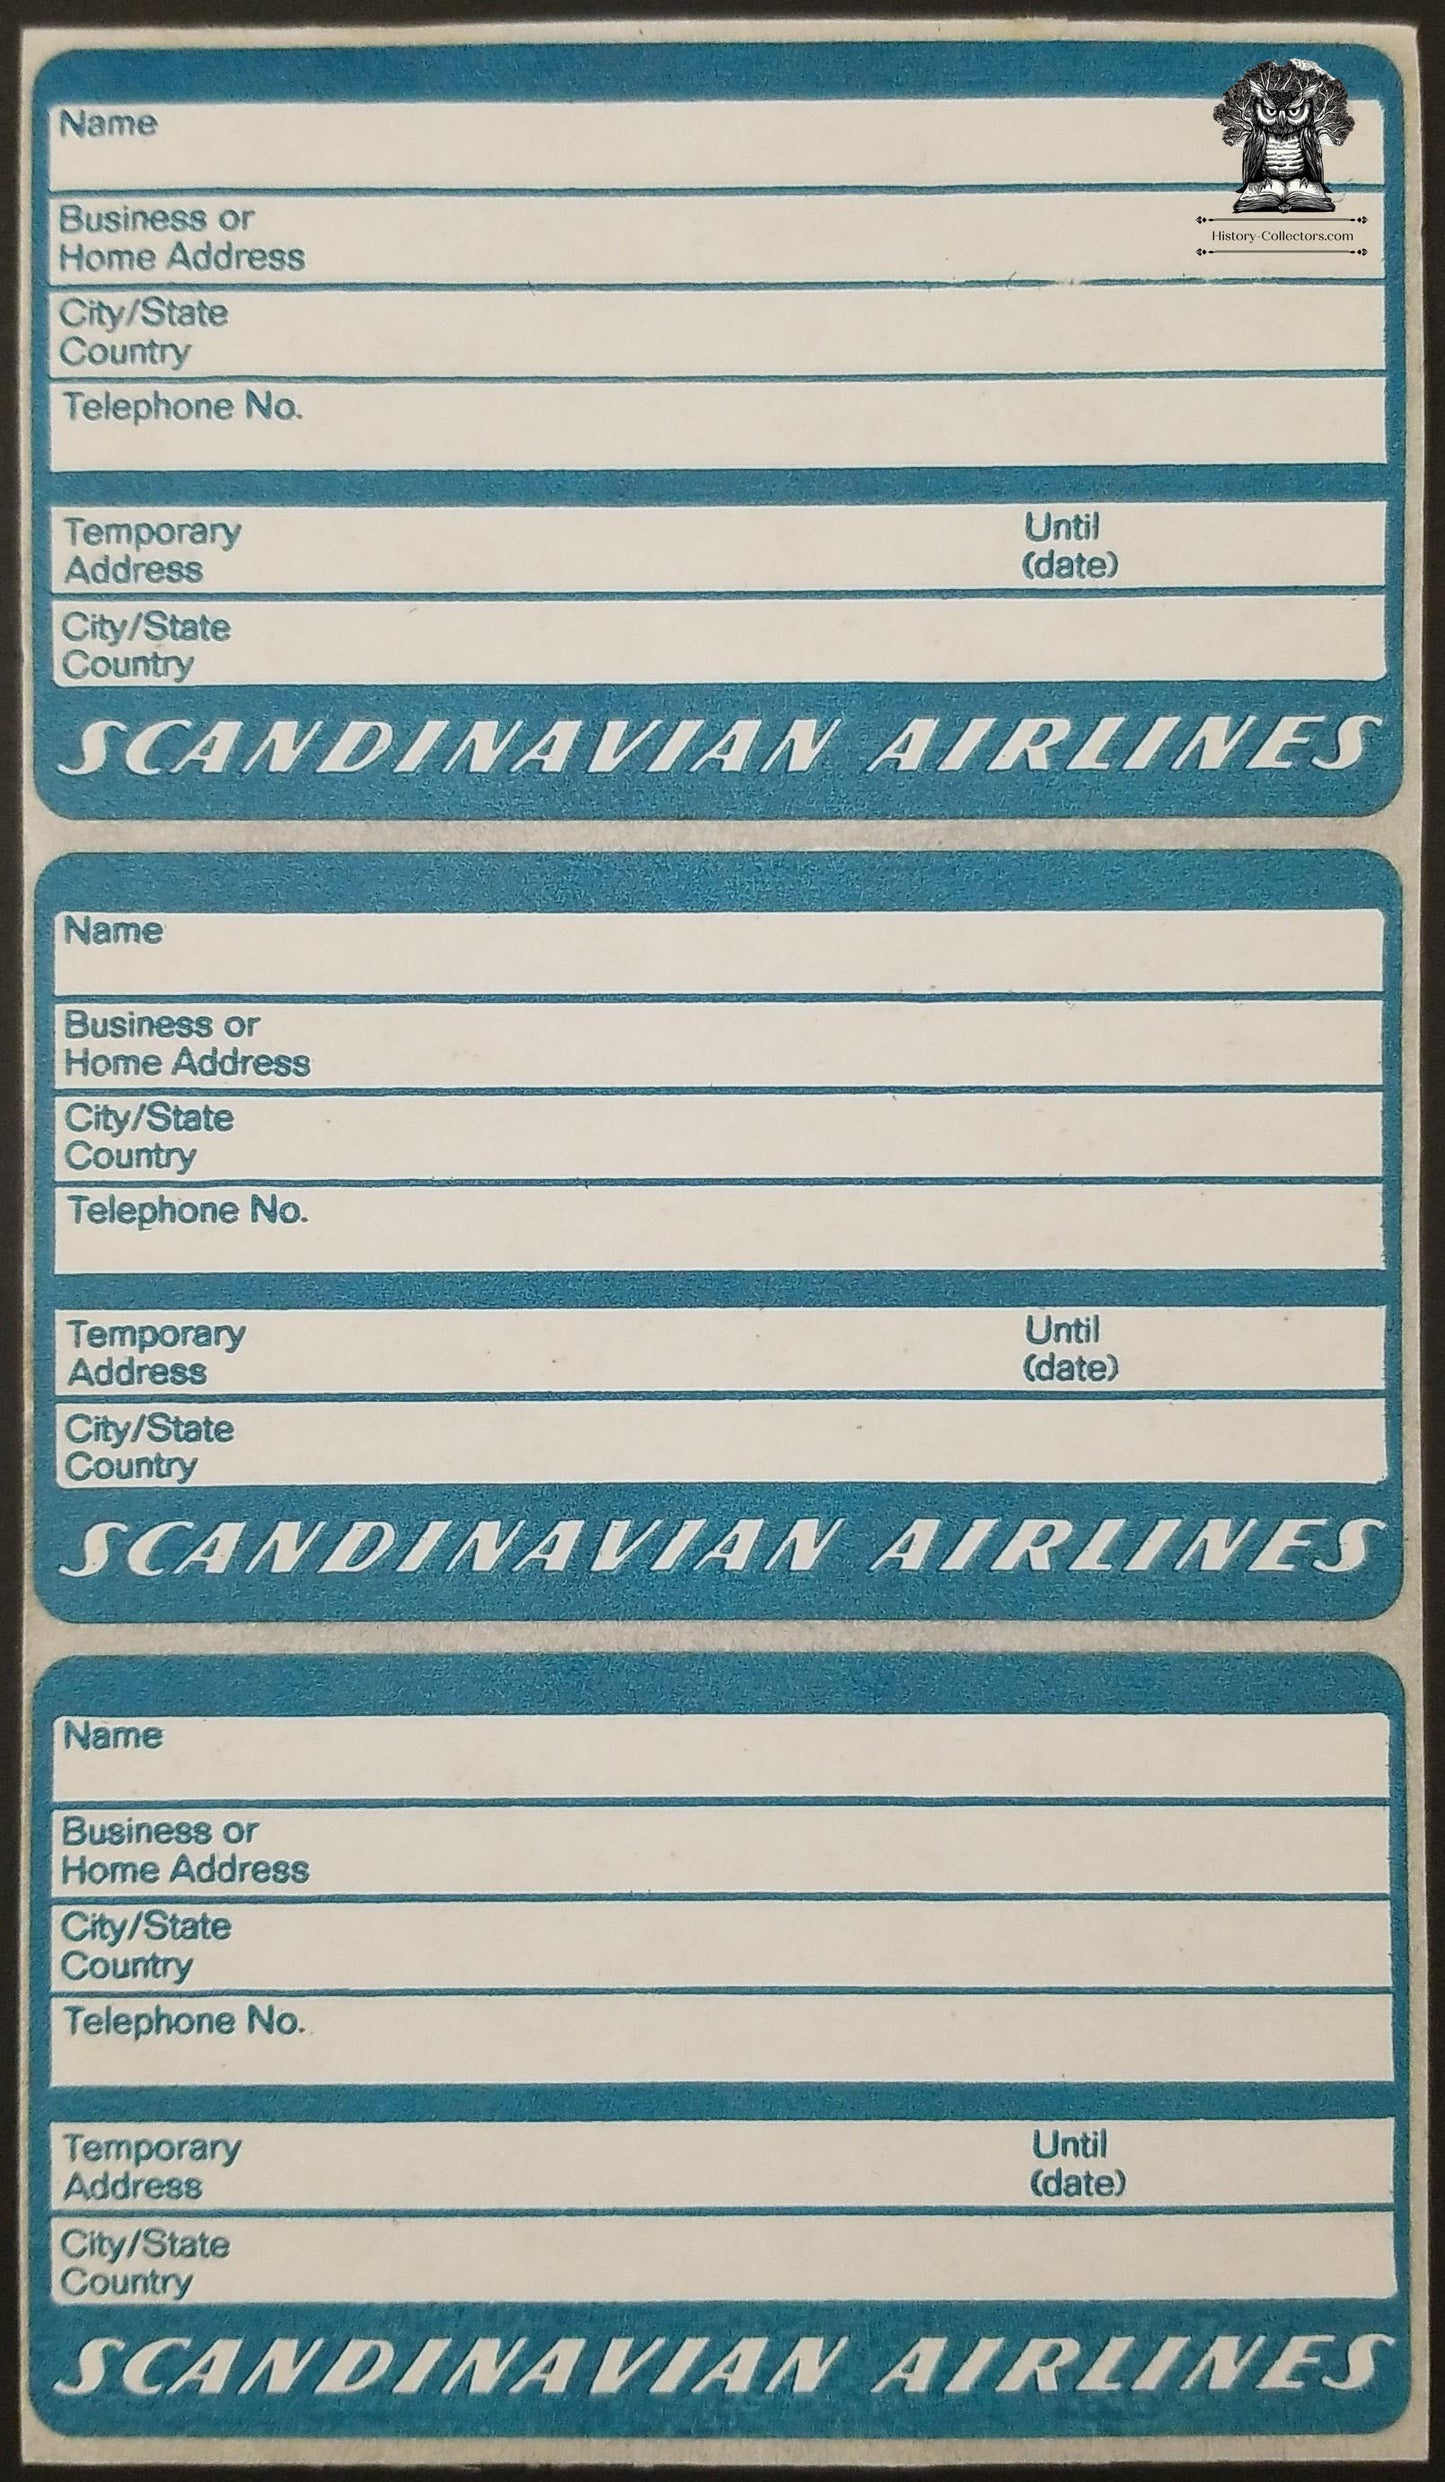 Name
History-Collectors.com
Business or
Home Address
City/State
Country
Telephone No.
Temporary
Address
Until
(date)
City/State
Country
SCANDINAVIAN AIRLINES
Name
Business or
Home Address
City/State
Country
Telephone No.
Temporary
Address
Until
(date)
City/State
Country
SCANDINAVIAN AIRLINES
Name
Business or
Home Address
City/State
Country
Telephone No.
Temporary
Address
Until
(date)
City/State
Country
SCANDINAVIAN AIRLINES